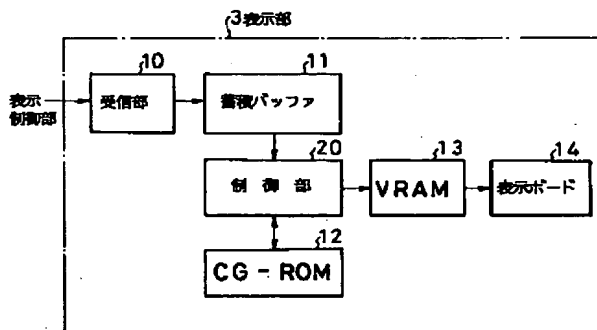 3 表示部
10
11
表示
制御部
受信部
蓄積バッファ
20
13
14
制御部
VRAM
表示ボード
12
CG-ROM